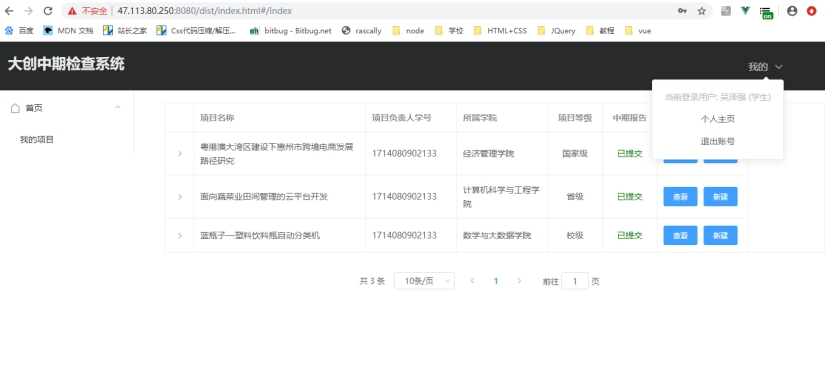 不安全 47.113.80.250:8080/dist/index.html#/index
百度 MDN 文档 站长之家 Css代码压缩/解压... bitbug - Bitbug.net rascally node 学校 HTML+CSS JQuery 教程 vue
on
大创中期检查系统
我的
当前登录用户: 吴泽强 (学生)
个人主页
退出账号
首页
我的项目
项目名称 项目负责人学号 所属学院 项目等级 中期报告
粤港澳大湾区建设下惠州市跨境电商发展
路径研究
1714080902133 经济管理学院 国家级 已提交
面向蔬菜业田间管理的云平台开发 1714080902133 计算机科学与工程学
院
省级 已提交 查看 新建
蓝瓶子—塑料饮料瓶自动分类机 1714080902133 数学与大数据学院 校级 已提交 查看 新建
共 3 条 10条/页 1 前往 1 页